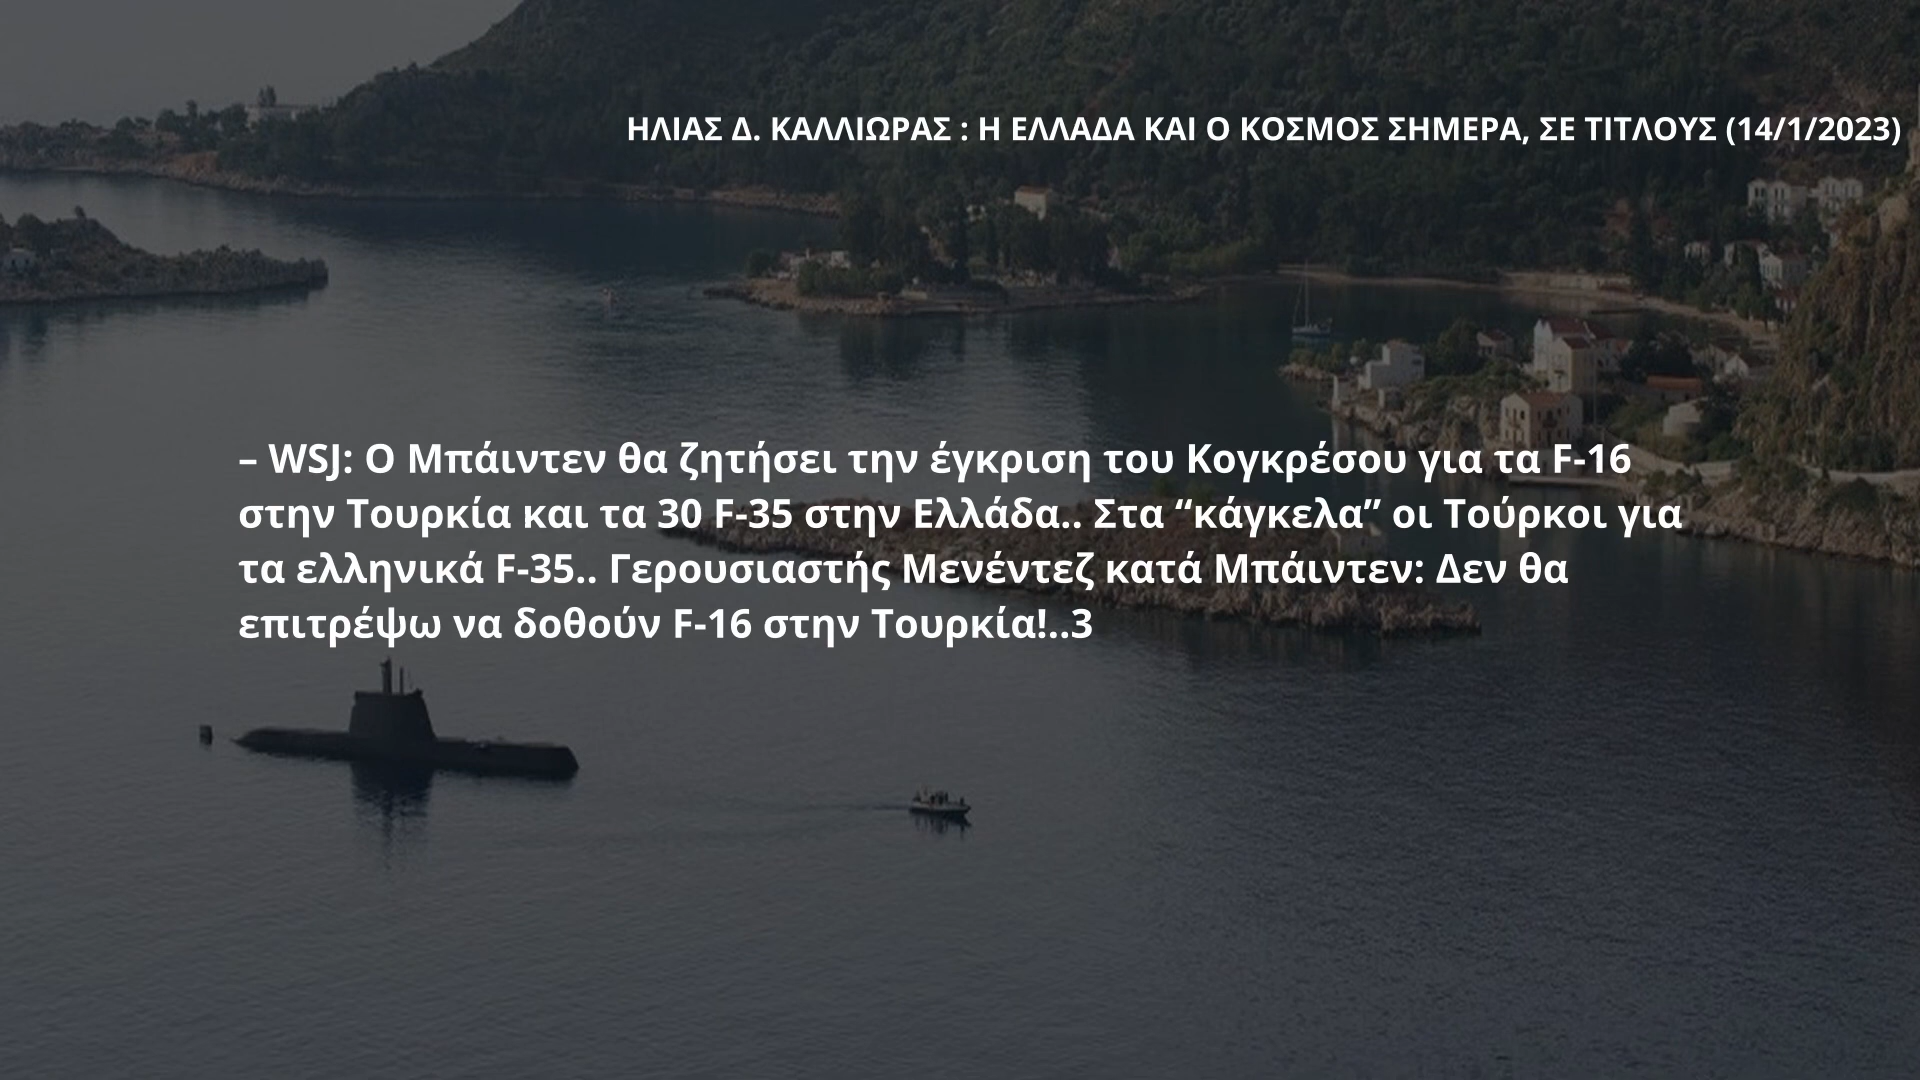 ΗΛΙΑΣ Δ. ΚΑΛΛΙΩΡΑΣ : Η ΕΛΛΑΔΑ ΚΑΙ Ο ΚΟΣΜΟΣ ΣΗΜΕΡΑ, ΣΕ ΤΙΤΛΟΥΣ (14/1/2023)
– WSJ: Ο Μπάιντεν θα ζητήσει την έγκριση του Κογκρέσου για τα F-16
στην Τουρκία και τα 30 F-35 στην Ελλάδα.. Στα “κάγκελα” οι Τούρκοι για
τα ελληνικά F-35.. Γερουσιαστής Μενέντεζ κατά Μπάιντεν: Δεν θα
επιτρέψω να δοθούν F-16 στην Τουρκία!..3